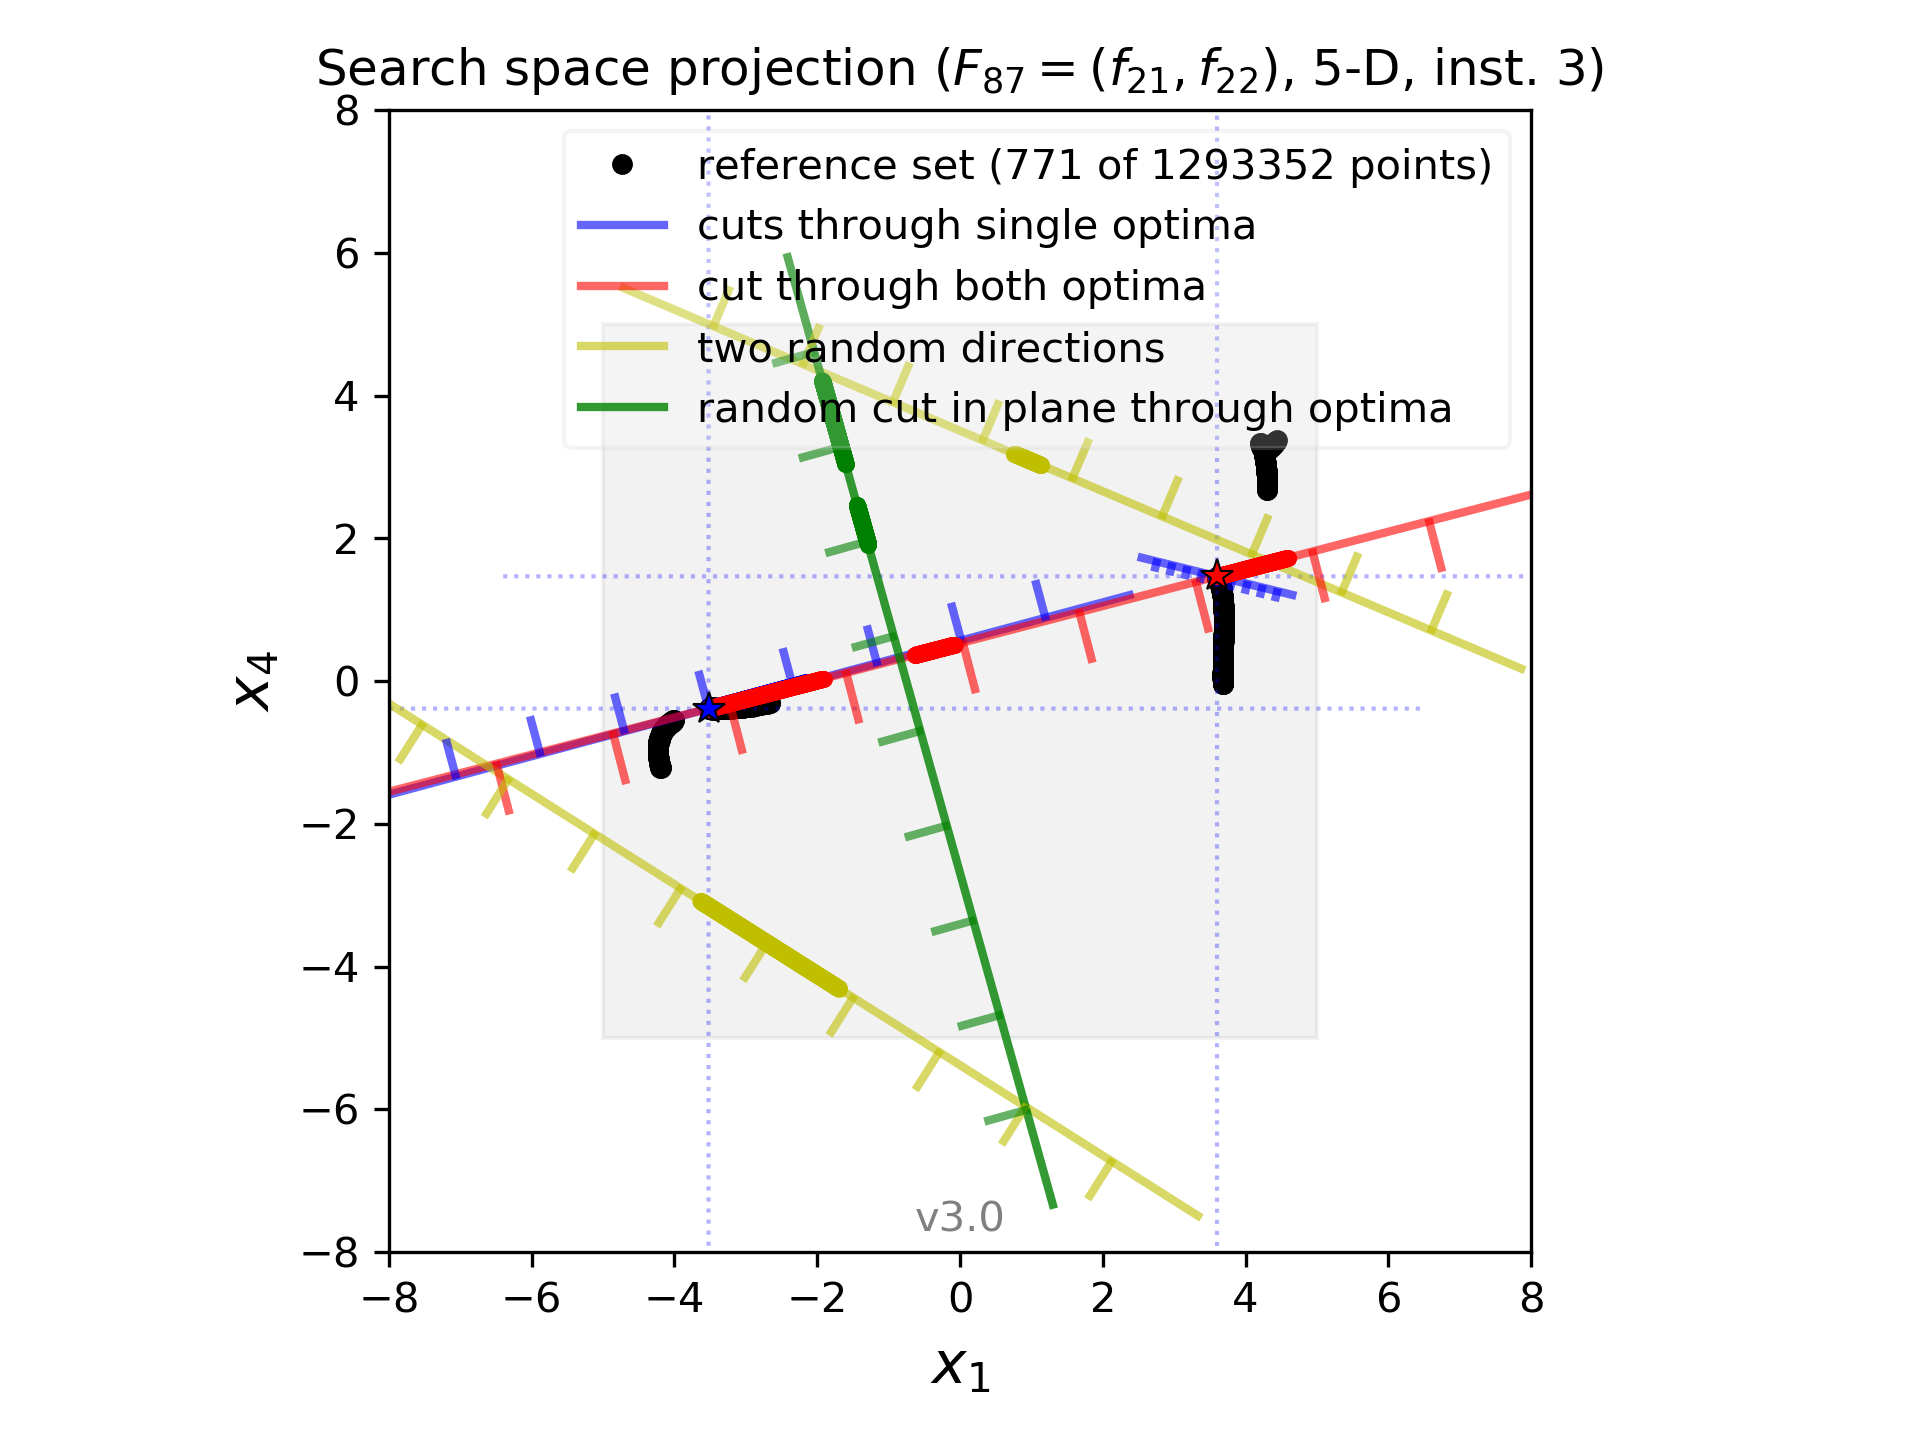 Search space projection (F87 = (f21, f22), 5-D, inst. 3)
reference set (771 of 1293352 points)
cuts through single optima
cut through both optima
two random directions
random cut in plane through optima
8
6
4
2
0
−2
−4
−6
−8
x4
v3.0
−8 −6 −4 −2 0 2 4 6 8
x1